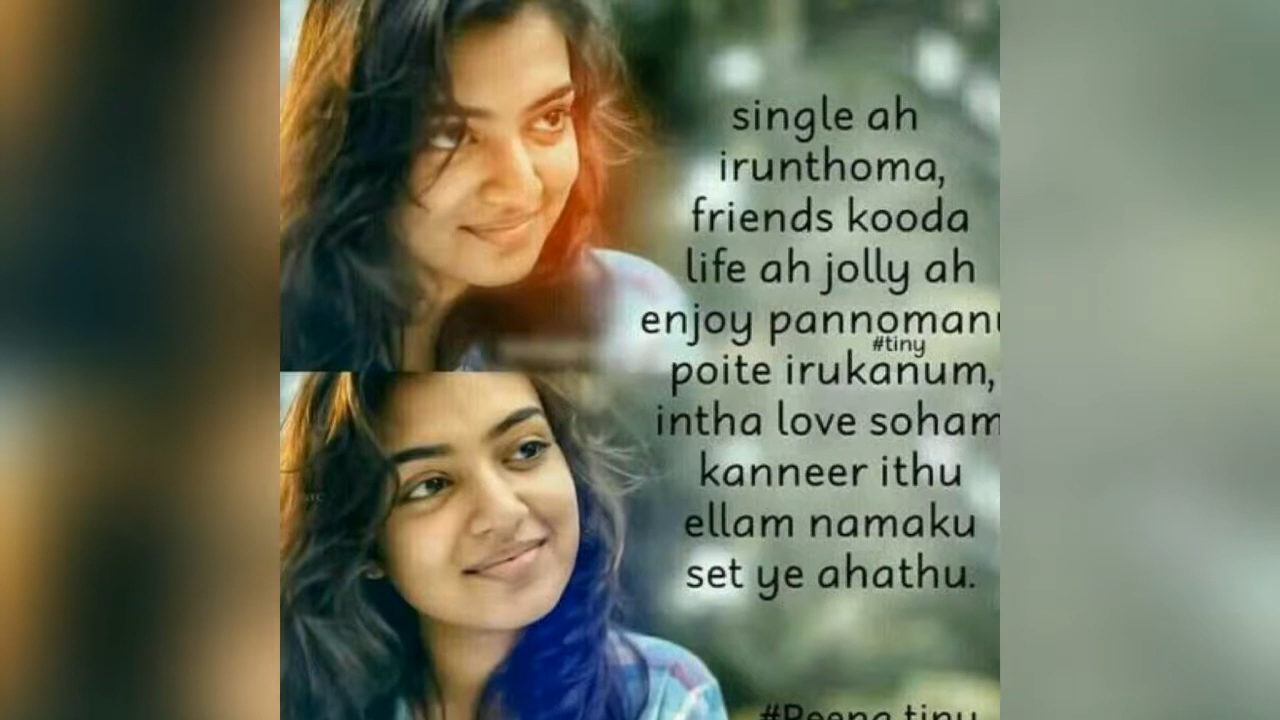 single ah
irunthoma,
friends kooda
life ah jolly ah
enjoy pannomanu
#tiny
poite irukanum,
intha love soham
kanneer ithu
ellam namaku
set ye ahathu.